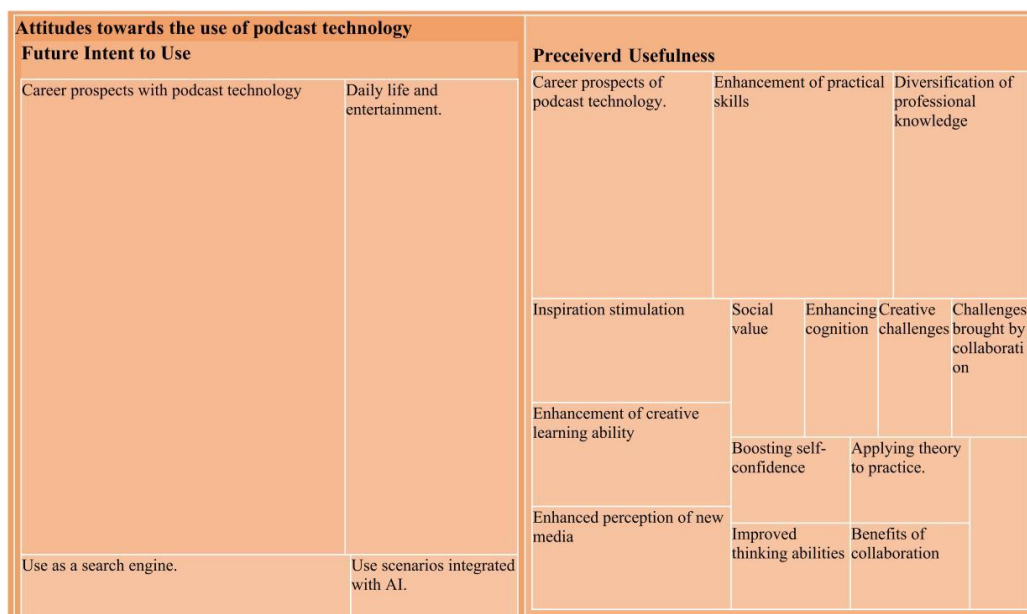 Attitudes towards the use of podcast technology
Future Intent to Use
Career prospects with podcast technology
Daily life and
entertainment.
Use as a search engine.
Use scenarios integrated
with AI.
Preceiverd Usefulness
Career prospects of
podcast technology.
Enhancement of practical
skills
Diversification of
professional
knowledge
Inspiration stimulation
Social
value
Enhancing
cognition
Creative
challenges
Challenges
brought by
collaborati
on
Enhancement of creative
learning ability
Boosting self-
confidence
Applying theory
to practice.
Enhanced perception of new
media
Improved
thinking abilities
Benefits of
collaboration